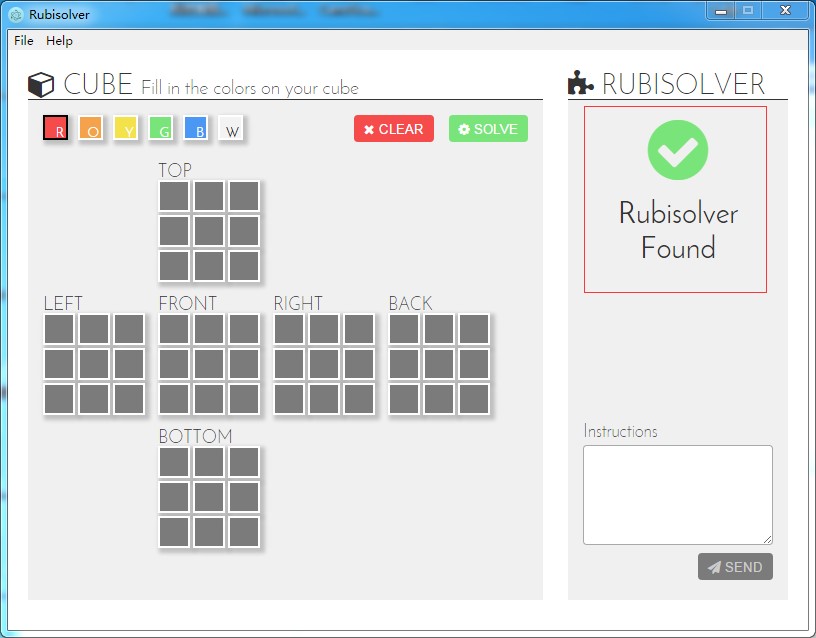 Rubisolver
File Help
CUBE Fill in the colors on your cube
RUBISOLVER
R O Y G B W
CLEAR
SOLVE
TOP
LEFT FRONT RIGHT BACK
BOTTOM
Rubisolver
Found
Instructions
SEND